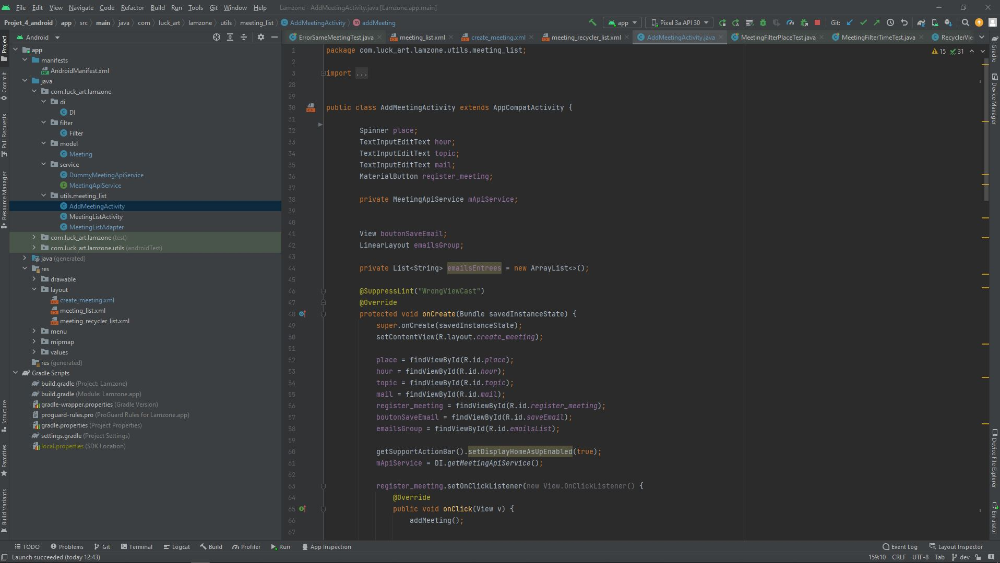 File Edit View Navigate Code Refactor Build Run Tools Git Window Help Lamzone - AddMeetingActivity.java [Lamzone.app.main]
Projet_4_android app src main java com luck_art lamzone utils meeting_list AddMeetingActivity addMeeting app Pixel 3a API 30 Git:
Android
ErrorSameMeetingTest.java meeting_list.xml create_meeting.xml meeting_recycler_list.xml AddMeetingActivity.java MeetingFilterPlaceTest.java MeetingFilterTimeTest.java RecyclerVie
Project
Commit
Pull Requests
Resource Manager
Structure
Favorites
Build Variants
app
manifests
AndroidManifest.xml
java
com.luck_art.lamzone
di
DI
filter
Filter
model
Meeting
service
DummyMeetingApiService
MeetingApiService
utils.meeting_list
AddMeetingActivity
MeetingListActivity
MeetingListAdapter
com.luck_art.lamzone (test)
com.luck_art.lamzone.utils (androidTest)
java (generated)
res
drawable
layout
create_meeting.xml
meeting_list.xml
meeting_recycler_list.xml
menu
mipmap
values
res (generated)
Gradle Scripts
build.gradle (Project: Lamzone)
build.gradle (Module: Lamzone.app)
gradle-wrapper.properties (Gradle Version)
proguard-rules.pro (ProGuard Rules for Lamzone.app)
gradle.properties (Project Properties)
settings.gradle (Project Settings)
local.properties (SDK Location)
1 package com.luck_art.lamzone.utils.meeting_list;
2
3 import ...
28
29
30 public class AddMeetingActivity extends AppCompatActivity {
31
32 Spinner place;
33 TextInputEditText hour;
34 TextInputEditText topic;
35 TextInputEditText mail;
36 MaterialButton register_meeting;
37
38 private MeetingApiService mApiService;
39
40
41 View boutonSaveEmail;
42 LinearLayout emailsGroup;
43
44 private List<String> emailsEntrees = new ArrayList<>();
45
46 @SuppressLint("WrongViewCast")
47 @Override
48 protected void onCreate(Bundle savedInstanceState) {
49 super.onCreate(savedInstanceState);
50 setContentView(R.layout.create_meeting);
51
52 place = findViewById(R.id.place);
53 hour = findViewById(R.id.hour);
54 topic = findViewById(R.id.topic);
55 mail = findViewById(R.id.mail);
56 register_meeting = findViewById(R.id.register_meeting);
57 boutonSaveEmail = findViewById(R.id.saveEmail);
58 emailsGroup = findViewById(R.id.emailsList);
59
60 getSupportActionBar().setDisplayHomeAsUpEnabled(true);
61 mApiService = DI.getMeetingApiService();
62
63 register_meeting.setOnClickListener(new View.OnClickListener() {
64 @Override
65 public void onClick(View v) {
66 addMeeting();
67
15 31
Gradle
Device Manager
Device File Explorer
Emulator
TODO Problems Git Terminal Logcat Build Profiler Run App Inspection Event Log Layout Inspector
Launch succeeded (today 12:43) 159:10 CRLF UTF-8 Tab dev